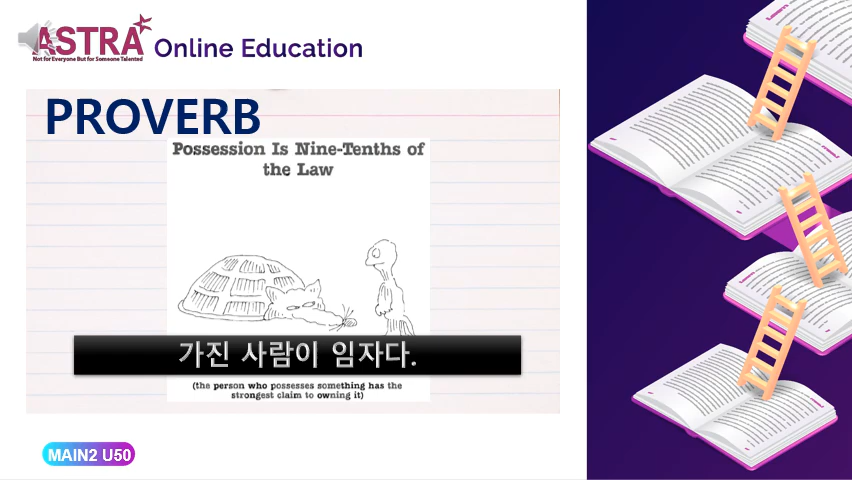 ASTRA
Not for Everyone But for Someone Talented
Online Education
PROVERB
Possession Is Nine-Tenths of
the Law
가진 사람이 임자다.
(the person who possesses something has the
strongest claim to owning it)
MAIN2 U50